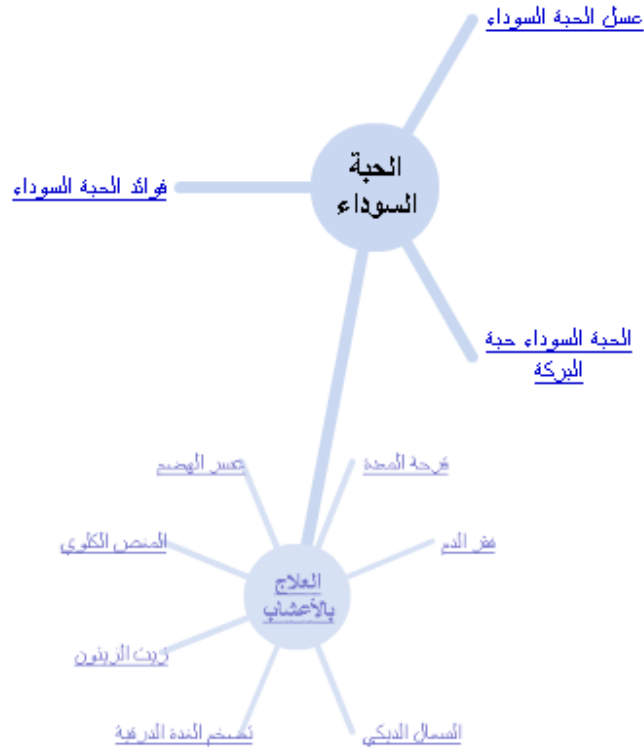 عسل الحبة السوداء
الحبة
السوداء
فوائد الحبة السوداء
الحبة السوداء حبة
البركة
قرحة المعدة
عسر الهضم
فقر الدم
المغص الكلوي
العلاج
بالأعشاب
زيت الزيتون
السعال الديكي
تضخم الغدة الدرقية